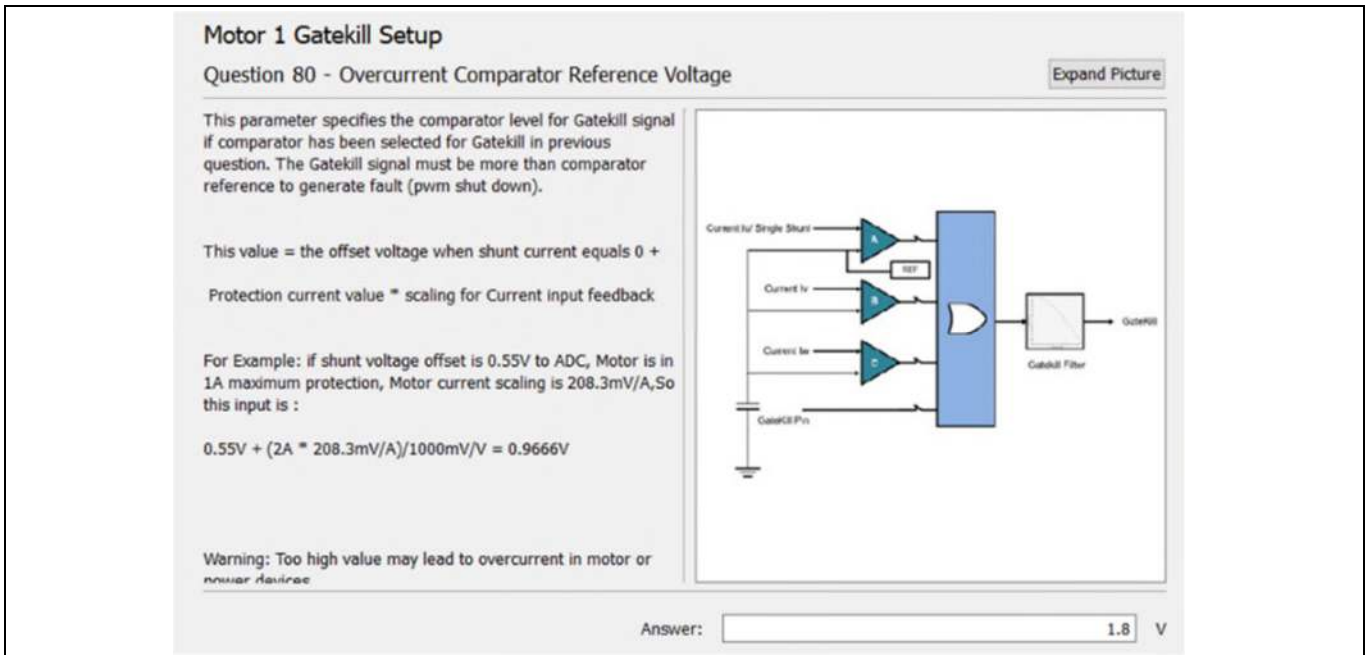 Motor 1 Gatekill Setup
Question 80 - Overcurrent Comparator Reference Voltage
Expand Picture
This parameter specifies the comparator level for Gatekill signal
if comparator has been selected for Gatekill in previous
question. The Gatekill signal must be more than comparator
reference to generate fault (pwm shut down).
This value = the offset voltage when shunt current equals 0 +
Protection current value * scaling for Current input feedback
For Example: if shunt voltage offset is 0.55V to ADC, Motor is in
1A maximum protection, Motor current scaling is 208.3mV/A,So
this input is :
0.55V + (2A * 208.3mV/A)/1000mV/V = 0.9666V
Warning: Too high value may lead to overcurrent in motor or
power devices
Current Iu/ Single Shunt
A
REF
Current Iv
B
Current Iw
C
GateKill Pin
Gatekill Filter
GateKill
Answer:
1.8 V